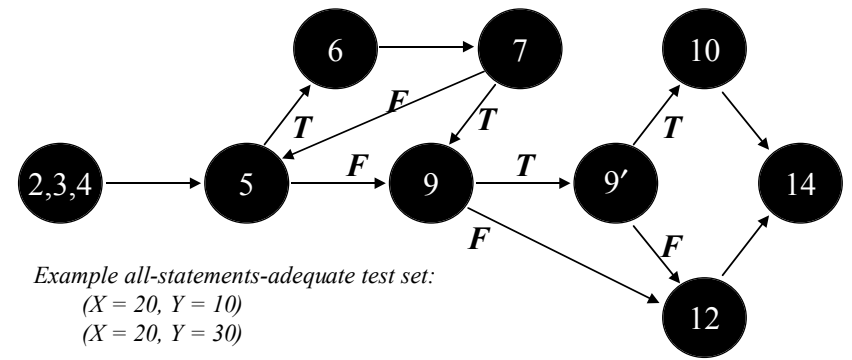 6
7
10
F
T
T
T
2,3,4
5
F
9
T
9′
14
F
F
Example all-statements-adequate test set:
(X = 20, Y = 10)
(X = 20, Y = 30)
12